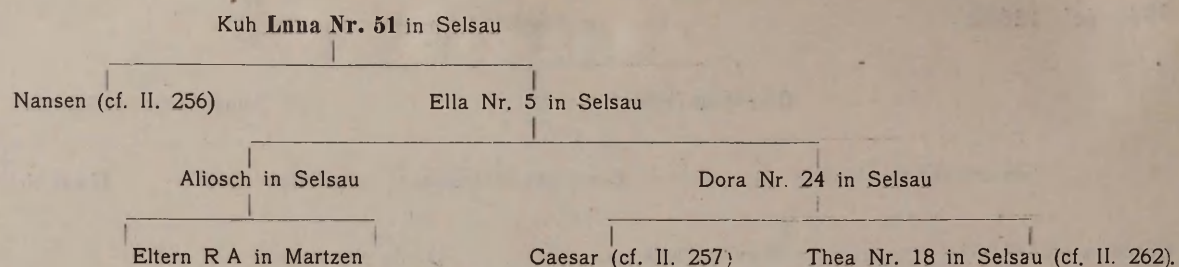 Kuh Lnna Nr. 51 in Selsau
Nansen (cf. II. 256) Ella Nr. 5 in Selsau
Aliosch in Selsau Dora Nr. 24 in Selsau
Eltern R A in Martzen Caesar (cf. II. 257) Thea Nr. 18 in Selsau (cf. II. 262).